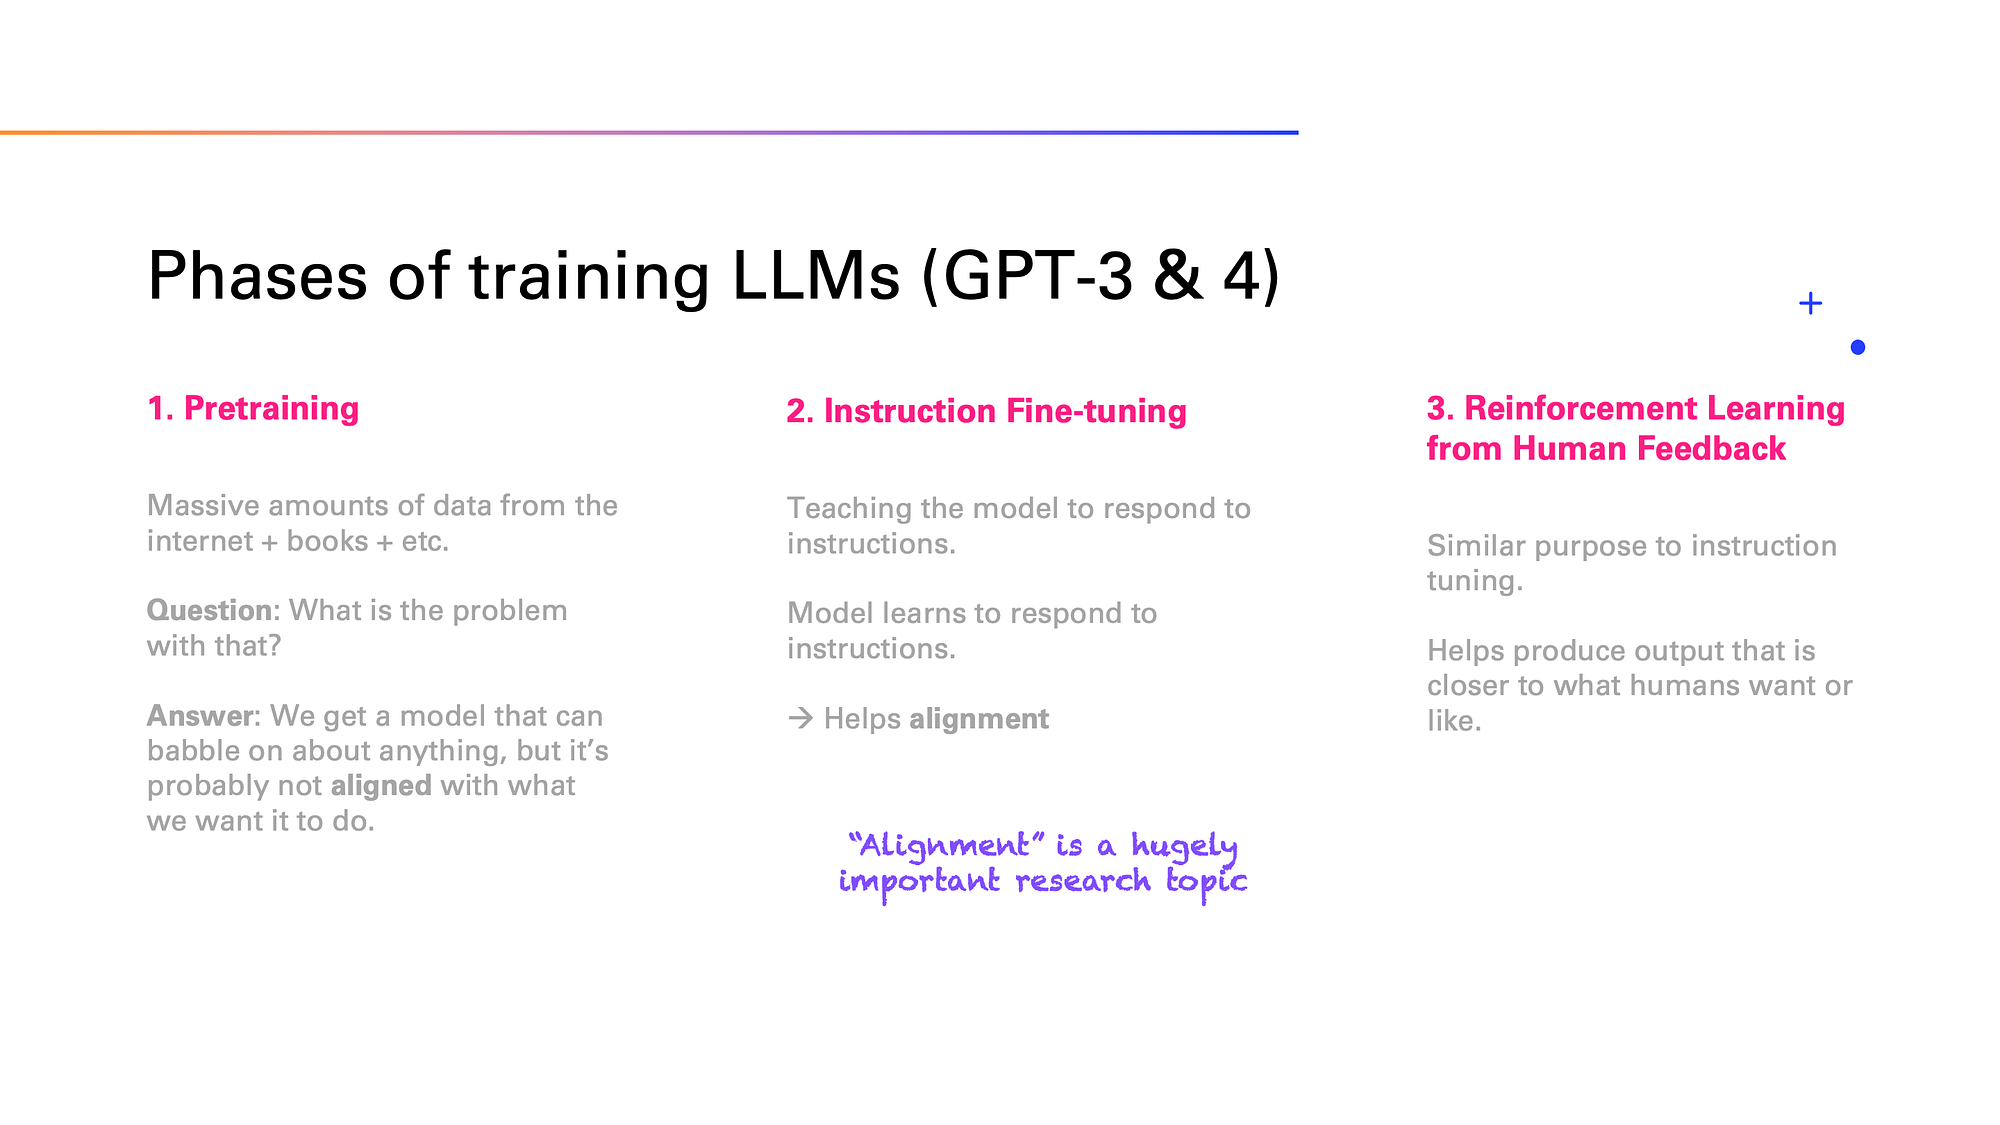 Phases of training LLMs (GPT-3 & 4)
1. Pretraining
Massive amounts of data from the
internet + books + etc.
Question: What is the problem
with that?
Answer: We get a model that can
babble on about anything, but it’s
probably not aligned with what
we want it to do.
2. Instruction Fine-tuning
Teaching the model to respond to
instructions.
Model learns to respond to
instructions.
→ Helps alignment
“Alignment” is a hugely
important research topic
3. Reinforcement Learning
from Human Feedback
Similar purpose to instruction
tuning.
Helps produce output that is
closer to what humans want or
like.